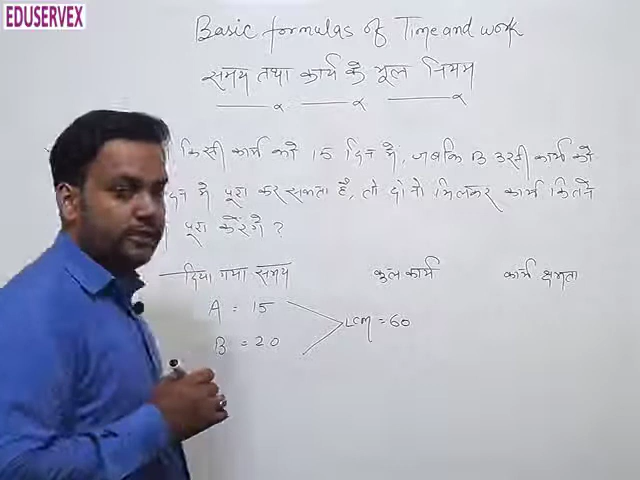 EDUSERVEX
Basic formulas of Time and work
समय तथा कार्य के मूल नियम
किसी कार्य को 15 दिन में, जबकि B उसी कार्य को
दिन में पूरा कर सकता है, तो दोनो मिलकर कार्य कितने
पूरा करेंगे ?
दिया गया समय कुल कार्य कार्य क्षमता
A = 15
LCM = 60
B = 20